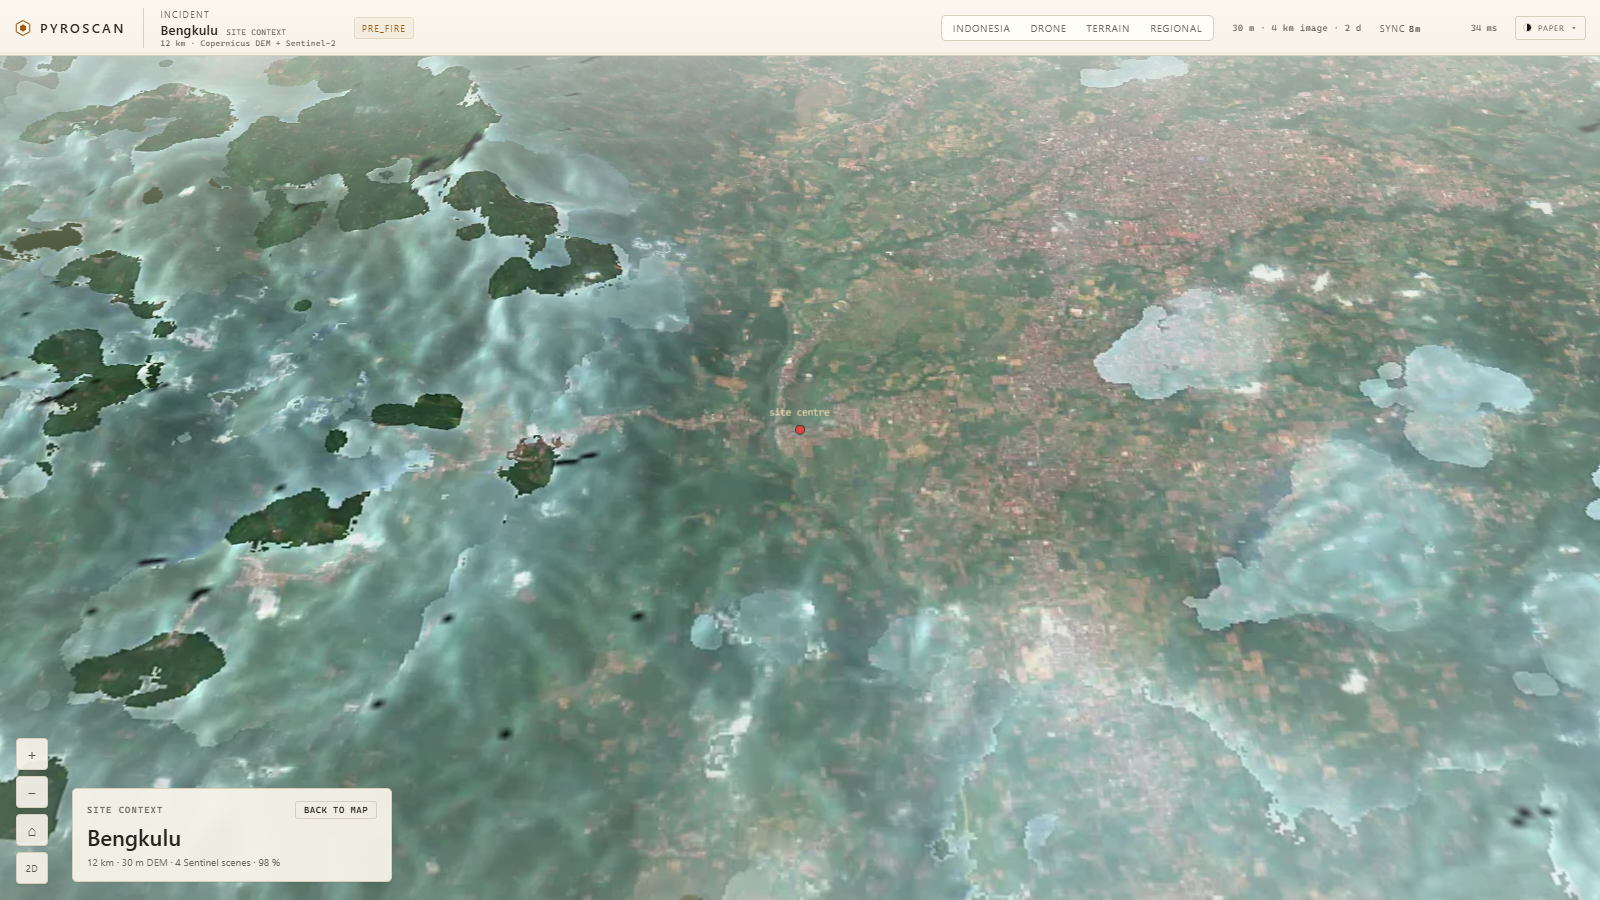 PYROSCAN
INCIDENT
Bengkulu SITE CONTEXT
12 km · Copernicus DEM + Sentinel-2
PRE_FIRE
INDONESIA DRONE TERRAIN REGIONAL
30 m · 4 km image · 2 d
SYNC 8m
34 ms
PAPER
site centre
+
−
⌂
2D
SITE CONTEXT
BACK TO MAP
Bengkulu
12 km · 30 m DEM · 4 Sentinel scenes · 98 %